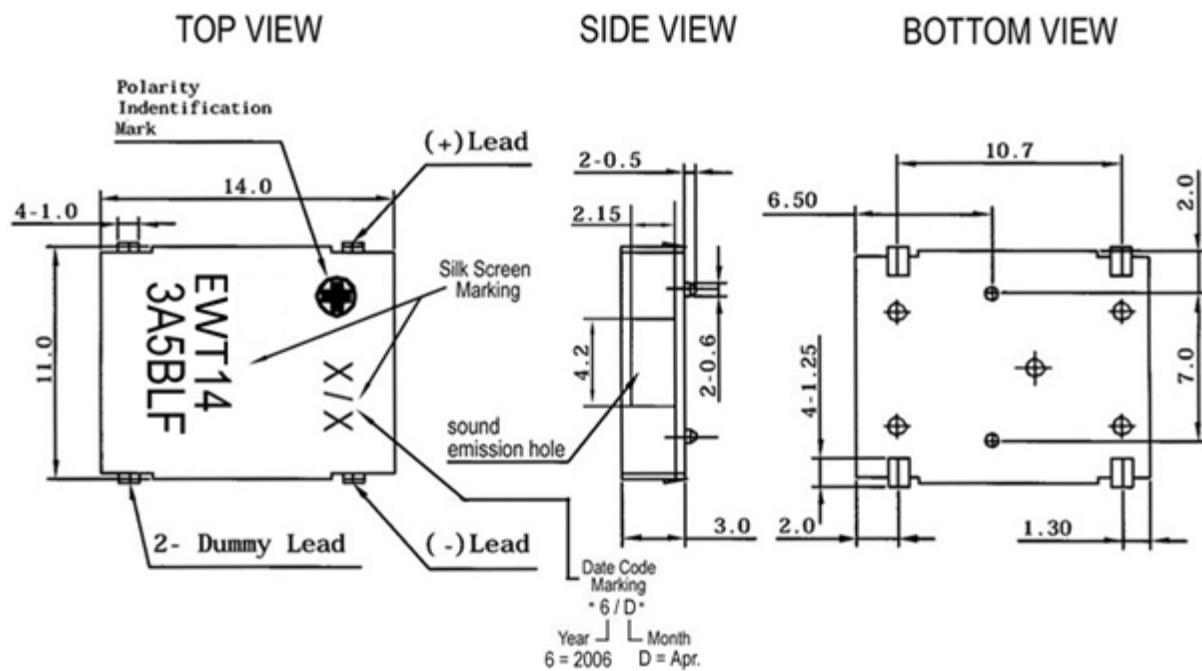 TOP VIEW
SIDE VIEW
BOTTOM VIEW
Polarity
Indentification
Mark
(+)Lead
14.0
4-1.0
11.0
EWT14
3A5BLF
X/X
Silk Screen
Marking
sound
emission hole
2- Dummy Lead
(-)Lead
Date Code
Marking
"6/D"
Year
Month
6 = 2006
D = Apr.
2-0.5
2.15
4.2
2-0.6
3.0
10.7
6.50
2.0
7.0
4-1.25
2.0
1.30